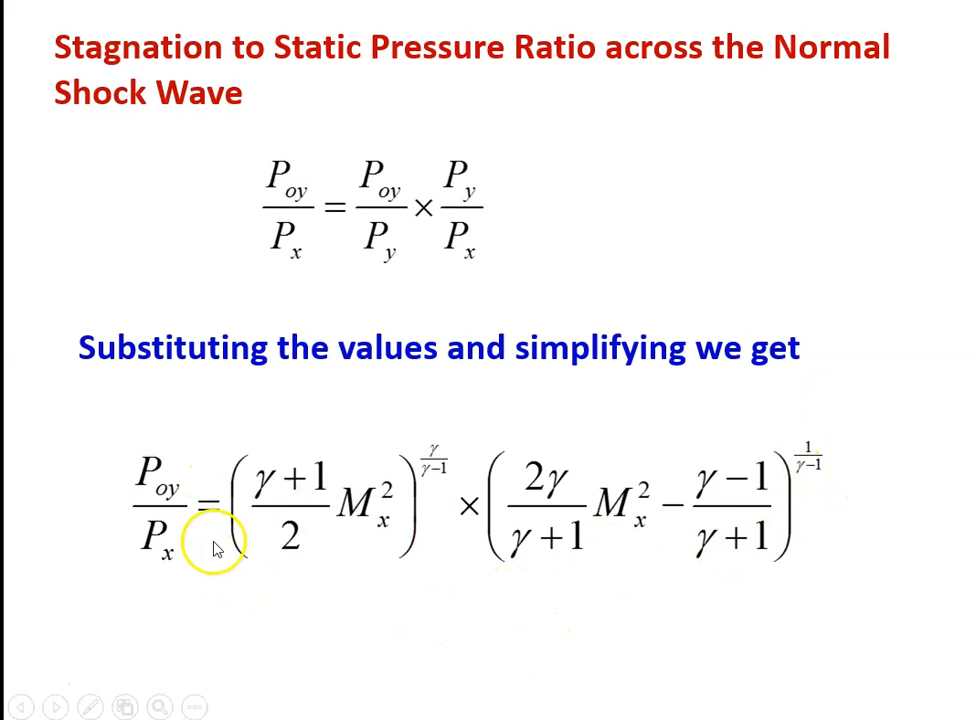 Stagnation to Static Pressure Ratio across the Normal
Shock Wave
P_oy / P_x = P_oy / P_y × P_y / P_x
Substituting the values and simplifying we get
P_oy / P_x = ( (γ+1)/2 M_x^2 )^(γ/(γ−1)) × ( 2γ/(γ+1) M_x^2 − (γ−1)/(γ+1) )^(1/(γ−1))